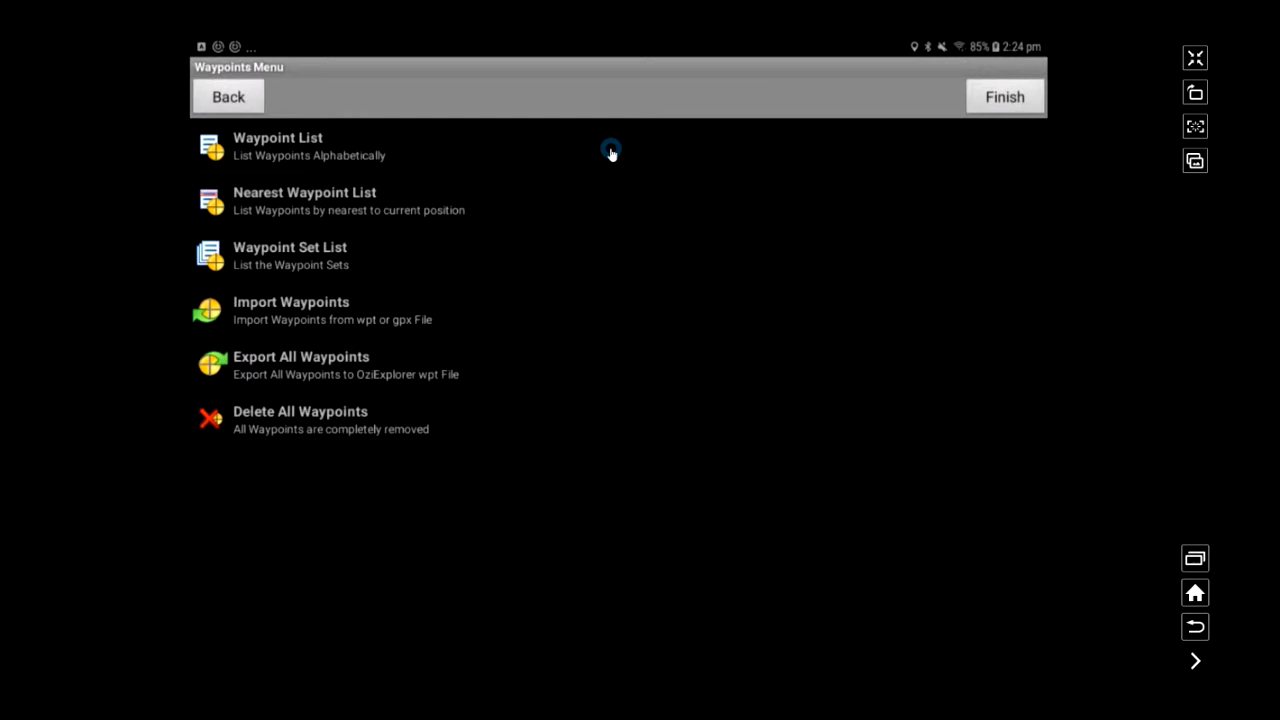 ... 85% 2:24 pm
Waypoints Menu
Back Finish
Waypoint List
List Waypoints Alphabetically
Nearest Waypoint List
List Waypoints by nearest to current position
Waypoint Set List
List the Waypoint Sets
Import Waypoints
Import Waypoints from wpt or gpx File
Export All Waypoints
Export All Waypoints to OziExplorer wpt File
Delete All Waypoints
All Waypoints are completely removed